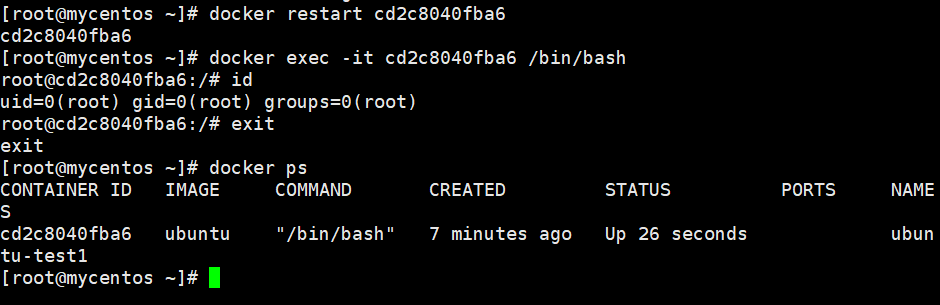 [root@mycentos ~]# docker restart cd2c8040fba6
cd2c8040fba6
[root@mycentos ~]# docker exec -it cd2c8040fba6 /bin/bash
root@cd2c8040fba6:/# id
uid=0(root) gid=0(root) groups=0(root)
root@cd2c8040fba6:/# exit
exit
[root@mycentos ~]# docker ps
CONTAINER ID   IMAGE     COMMAND       CREATED         STATUS          PORTS     NAME
S
cd2c8040fba6   ubuntu    "/bin/bash"   7 minutes ago   Up 26 seconds             ubun
tu-test1
[root@mycentos ~]#